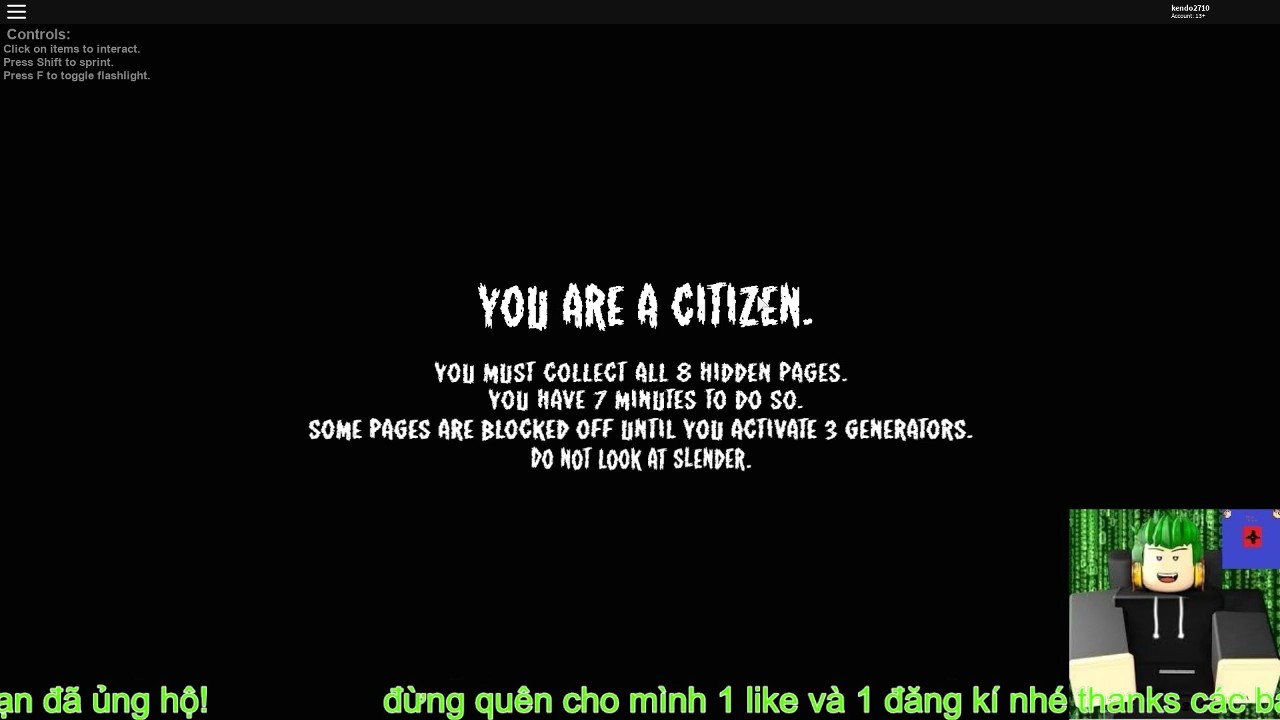 kendo2710
Account: 13+
Controls:
Click on items to interact.
Press Shift to sprint.
Press F to toggle flashlight.
YOU ARE A CITIZEN.
YOU MUST COLLECT ALL 8 HIDDEN PAGES.
YOU HAVE 7 MINUTES TO DO SO.
SOME PAGES ARE BLOCKED OFF UNTIL YOU ACTIVATE 3 GENERATORS.
DO NOT LOOK AT SLENDER.
đã ủng hộ! đừng quên cho mình 1 like và 1 đăng kí nhé thanks các